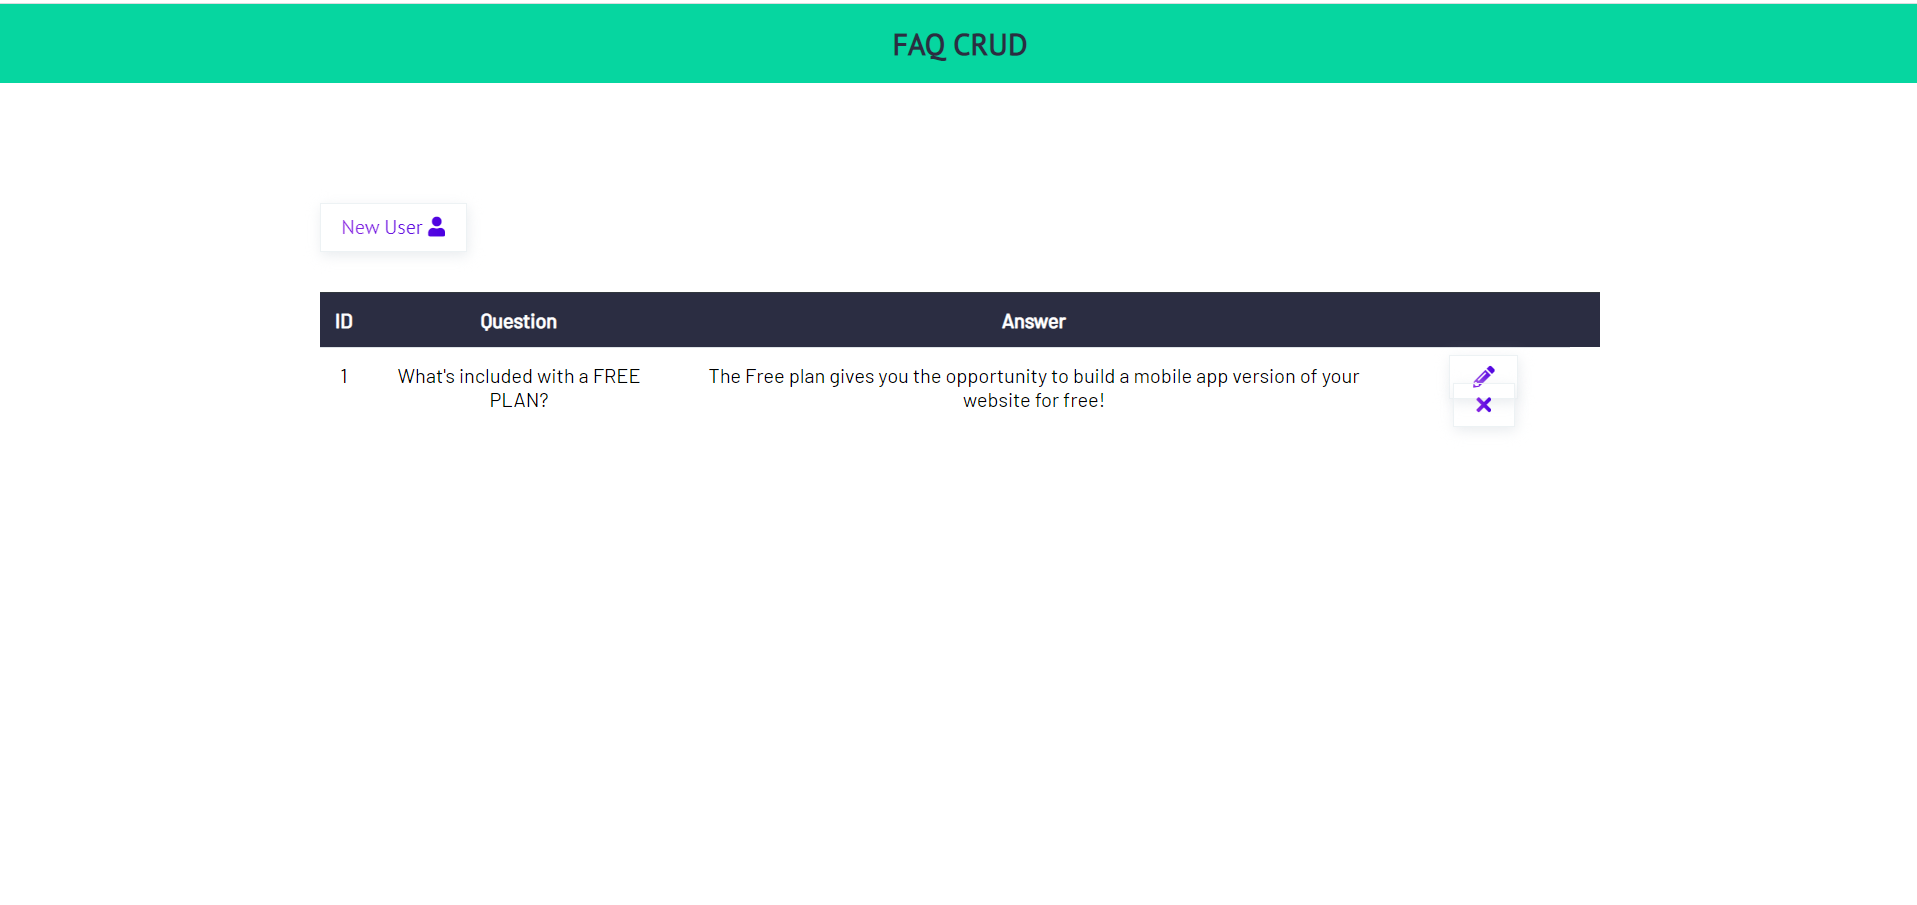 FAQ CRUD
New User
ID Question Answer
1 What's included with a FREE The Free plan gives you the opportunity to build a mobile app version of your
PLAN? website for free!